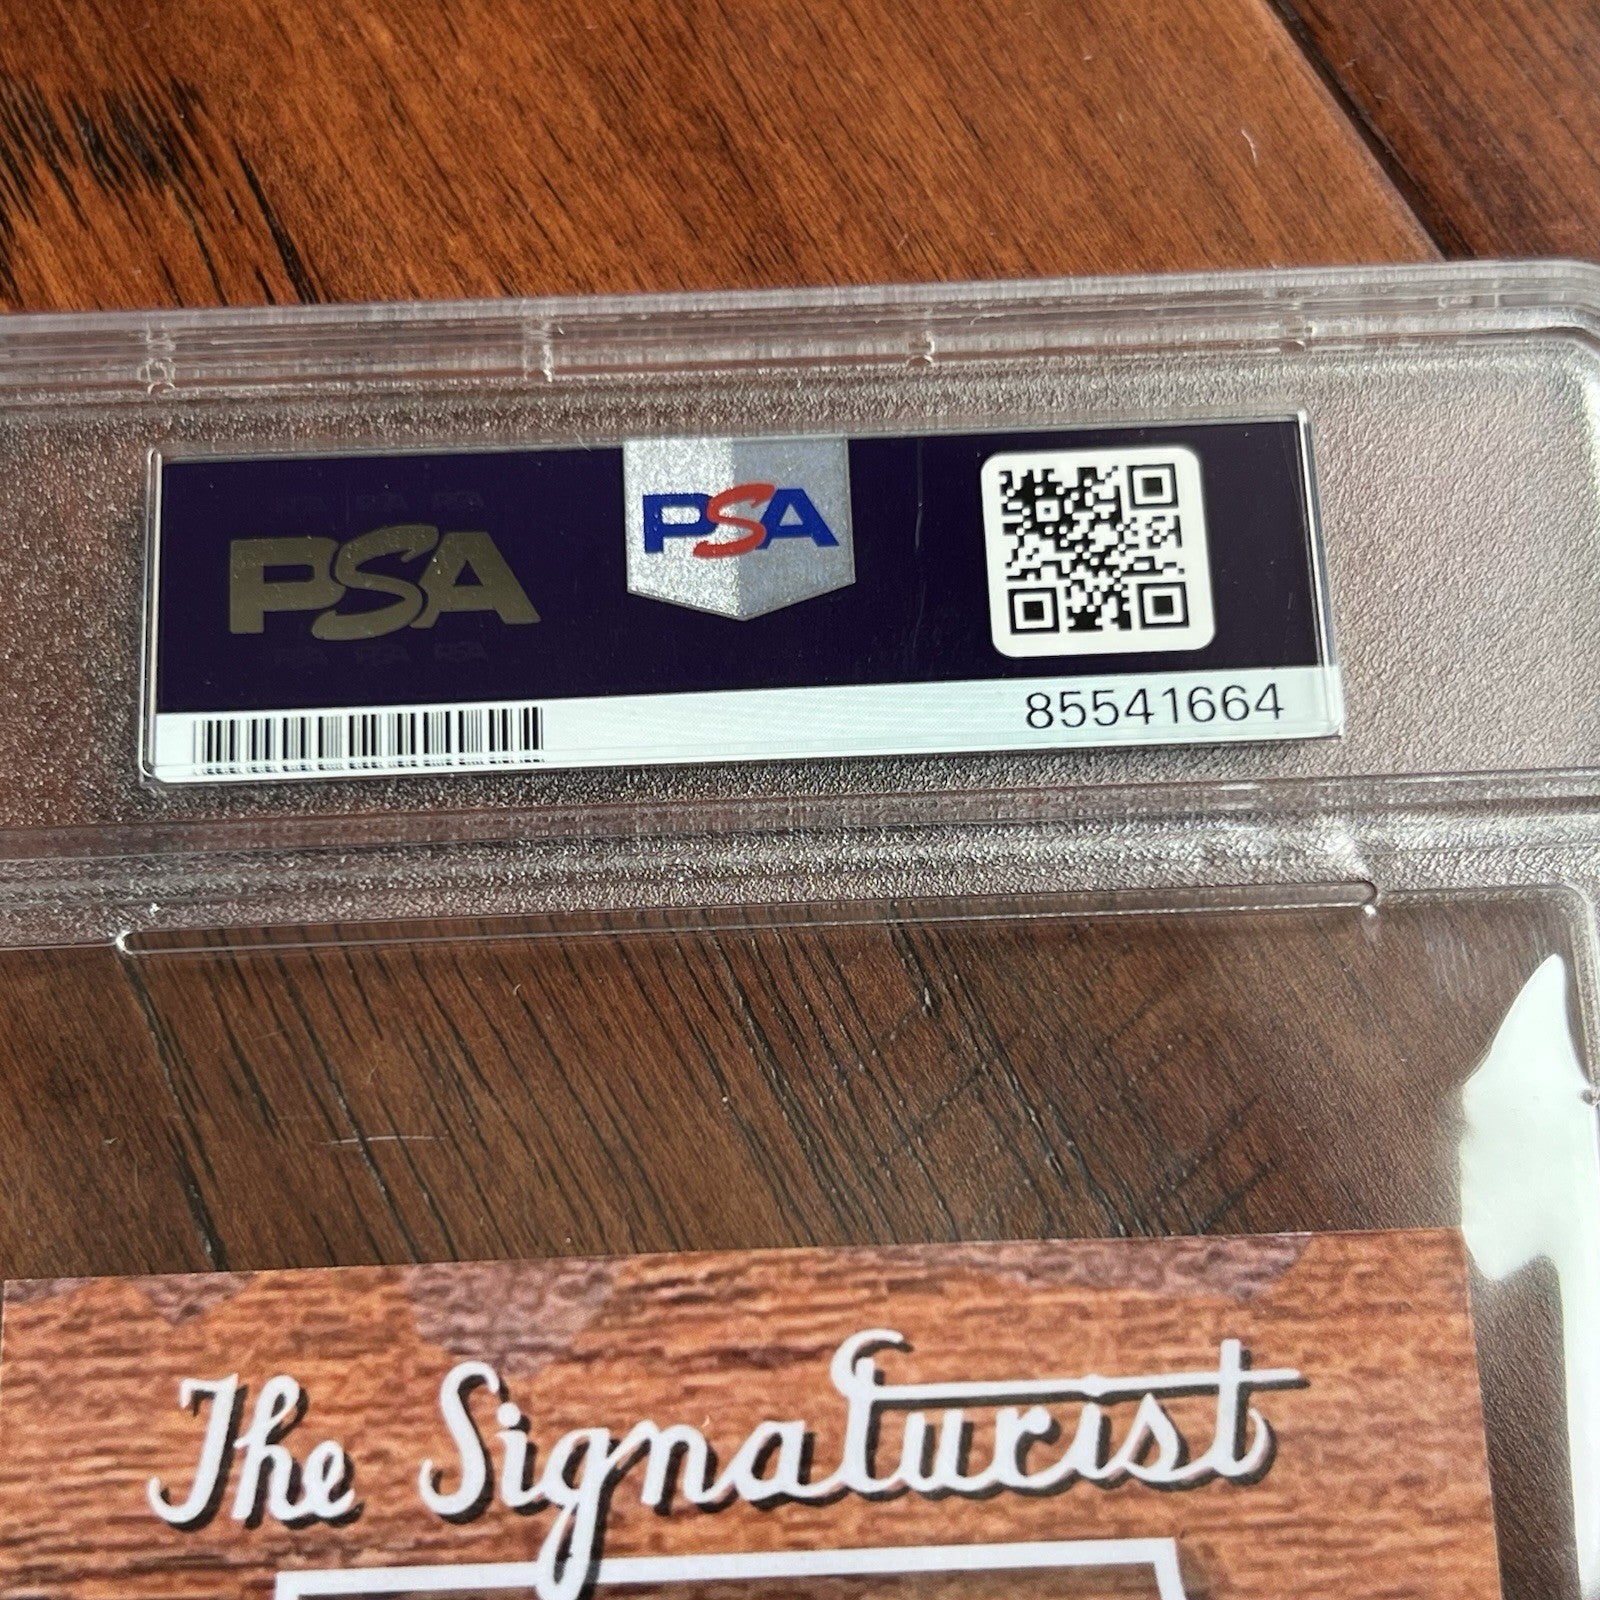 PSA
PSA
85541664
The Signaturist